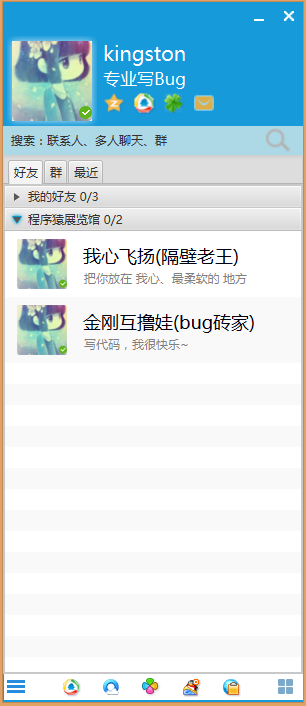 kingston
专业写Bug
搜索：联系人、多人聊天、群
好友 群 最近
我的好友 0/3
程序猿展览馆 0/2
我心飞扬(隔壁老王)
把你放在 我心、最柔软的 地方
金刚互撸娃(bug砖家)
写代码，我很快乐~